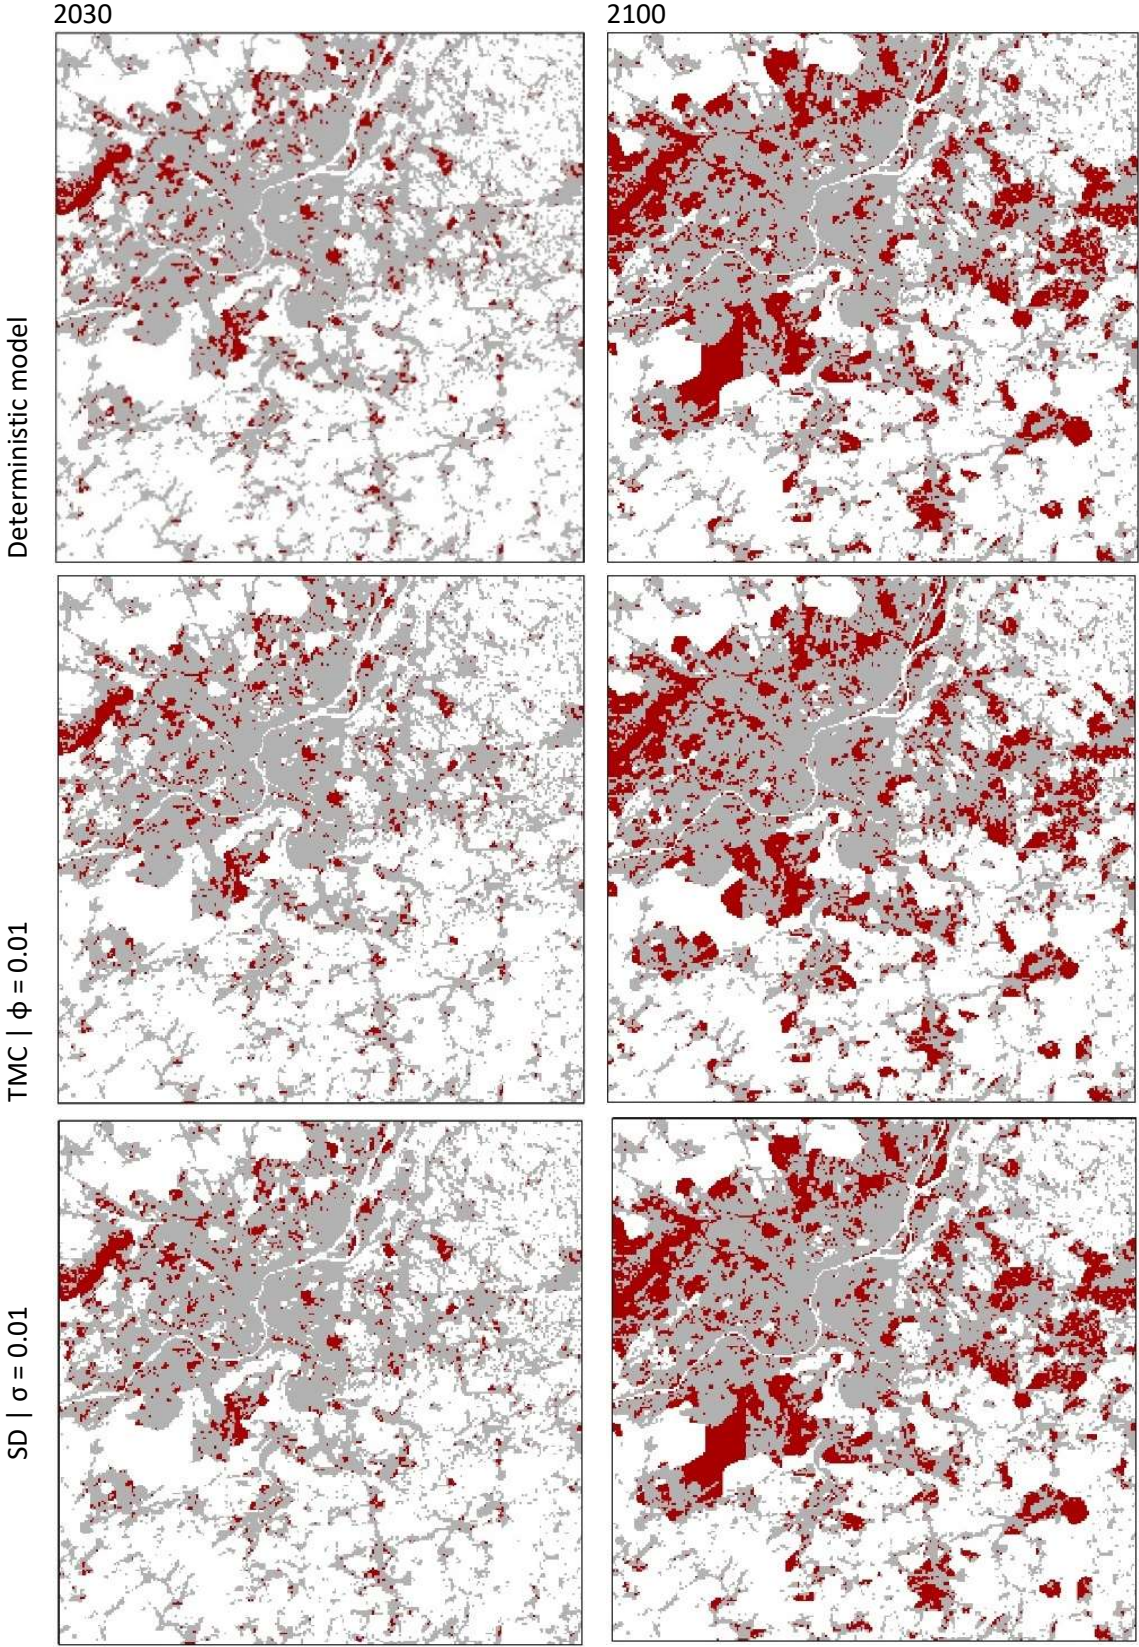 2030
2100
Deterministic model
TMC | ϕ = 0.01
SD | σ = 0.01